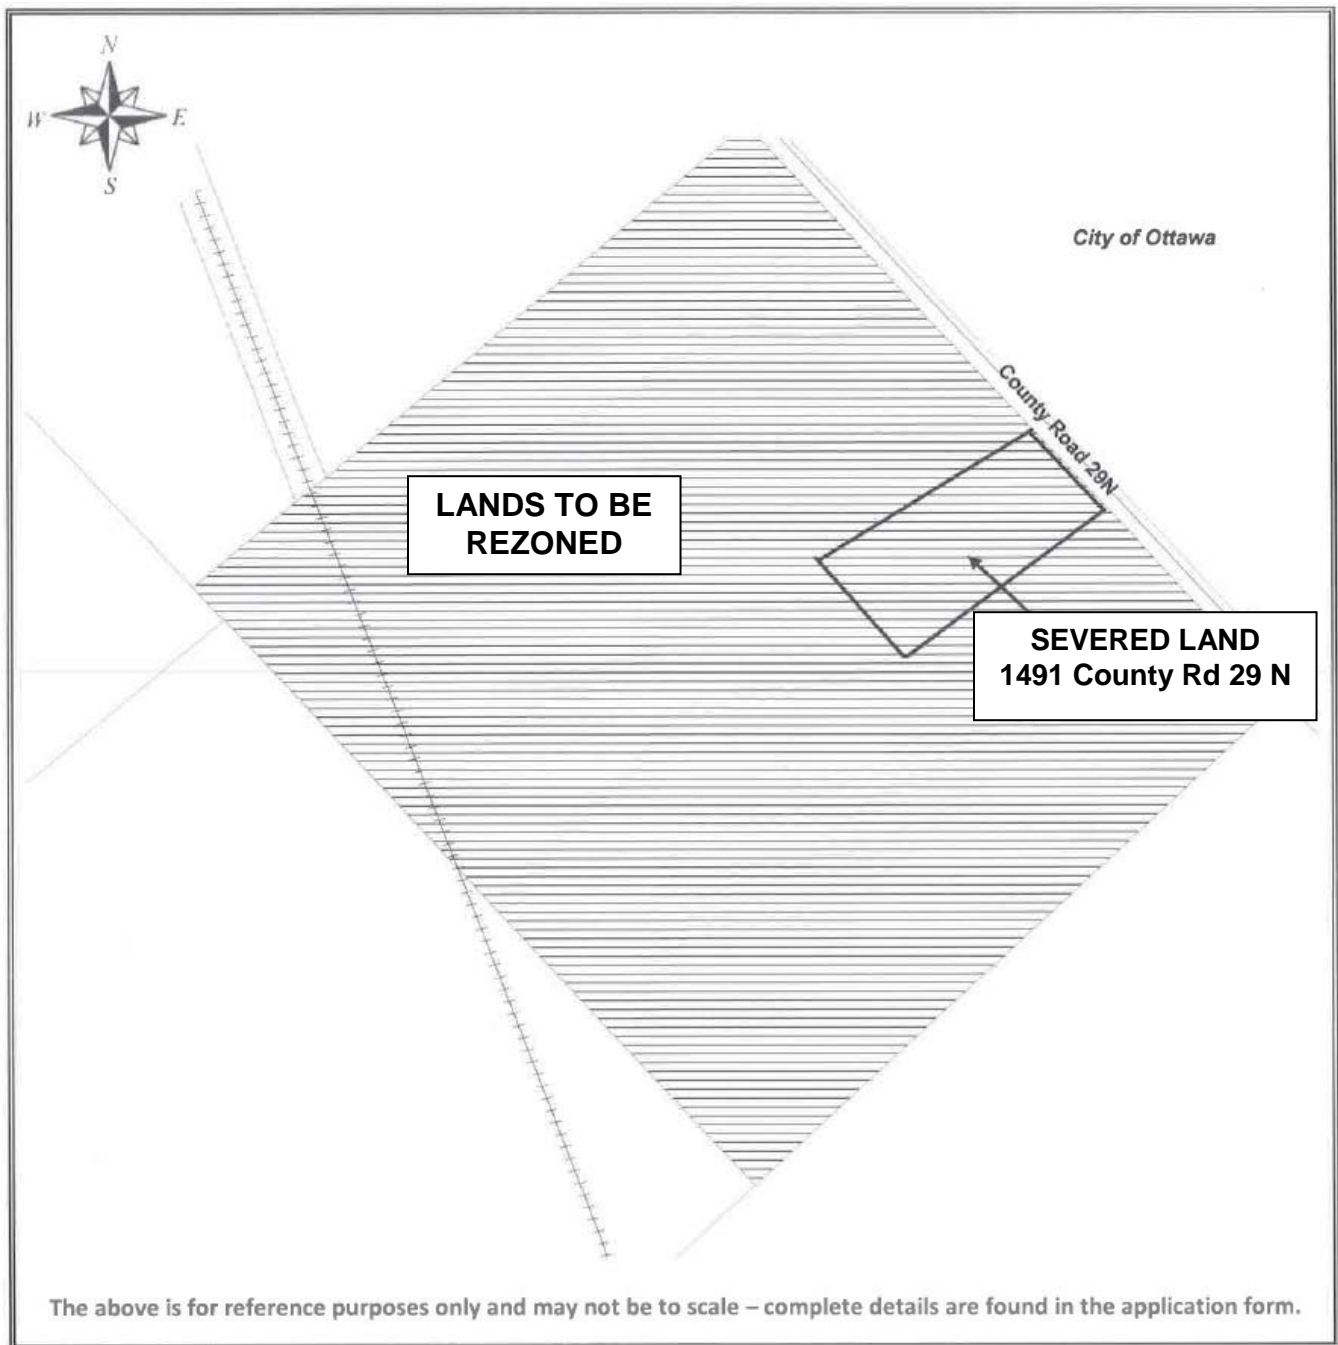 N
W
E
S
City of Ottawa
County Road 29N
LANDS TO BE
REZONED
SEVERED LAND
1491 County Rd 29 N
The above is for reference purposes only and may not be to scale – complete details are found in the application form.